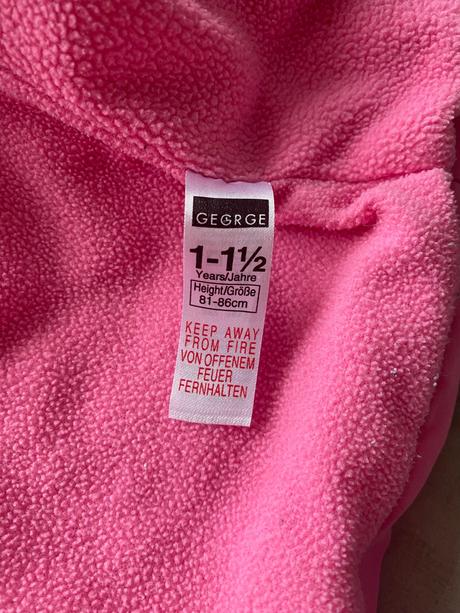 GEORGE
1-1½
Years/Jahre
Height/Größe
81-86cm
KEEP AWAY
FROM FIRE
VON OFFENEM
FEUER
FERNHALTEN